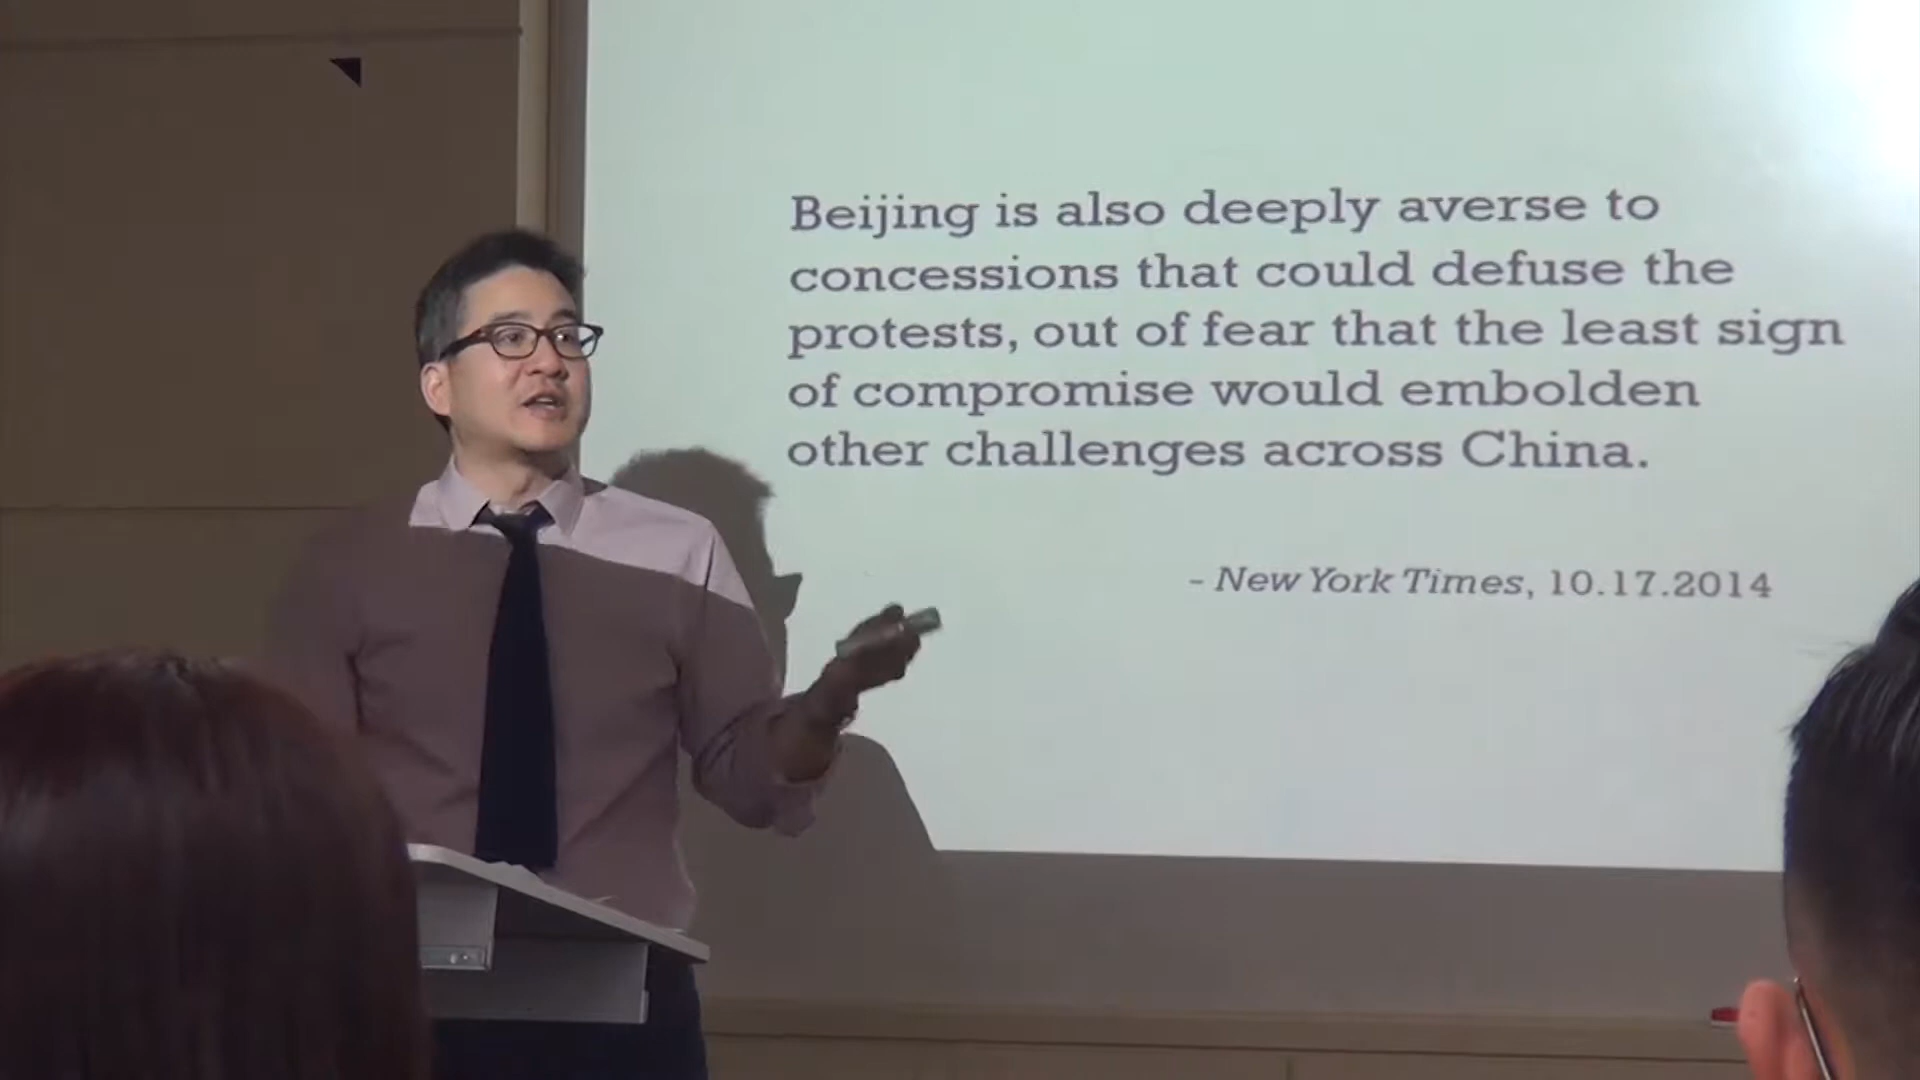 Beijing is also deeply averse to
concessions that could defuse the
protests, out of fear that the least sign
of compromise would embolden
other challenges across China.
- New York Times, 10.17.2014